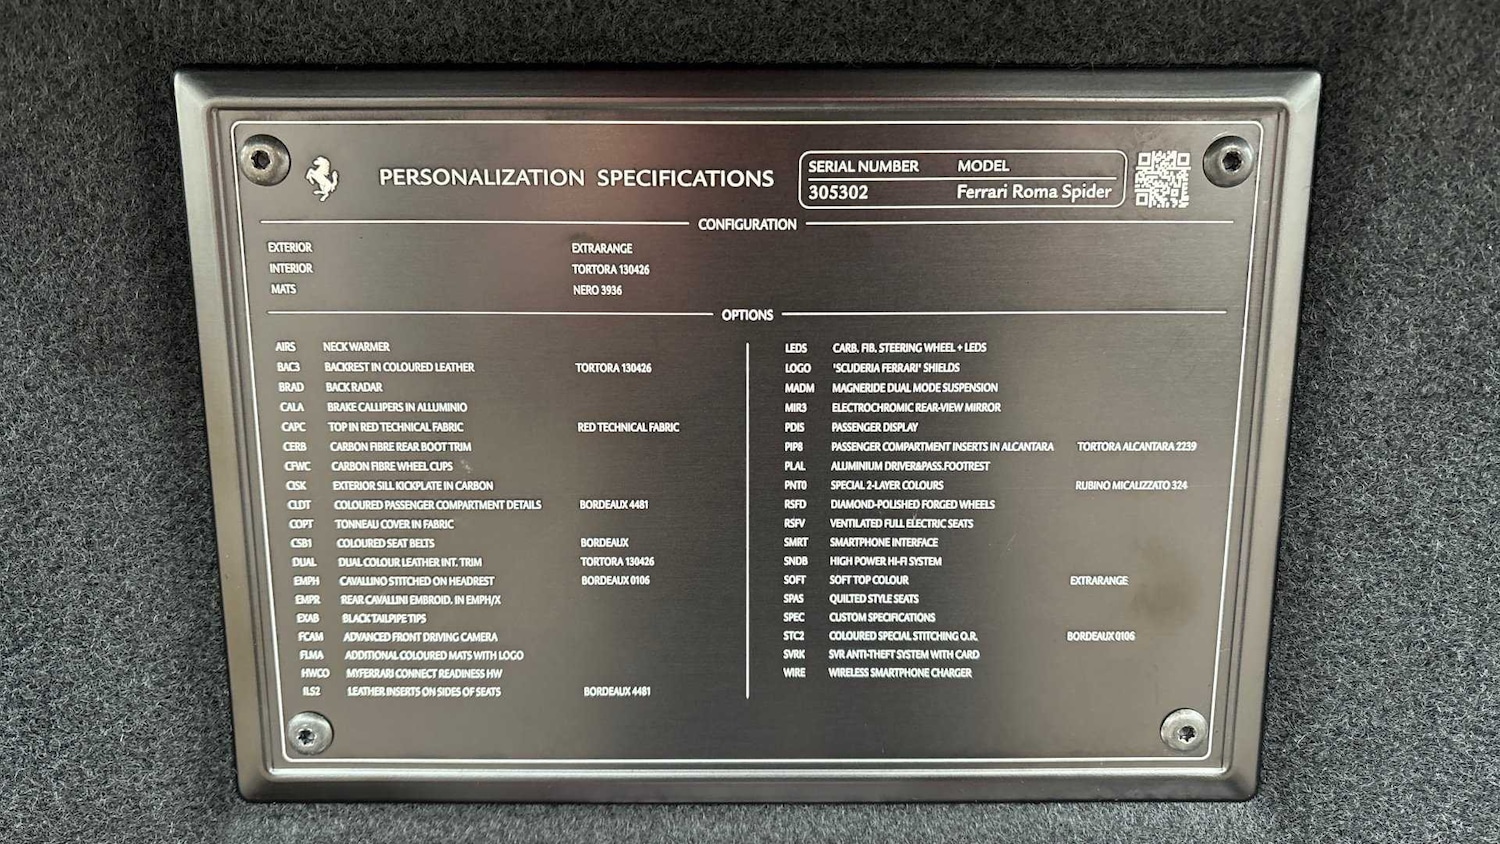 PERSONALIZATION SPECIFICATIONS
SERIAL NUMBER MODEL
305302 Ferrari Roma Spider
CONFIGURATION
EXTERIOR EXTRARANGE
INTERIOR TORTORA 130426
MATS NERO 3936
OPTIONS
AIRS NECK WARMER
BAC3 BACKREST IN COLOURED LEATHER TORTORA 130426
BRAD BACK RADAR
CALA BRAKE CALLIPERS IN ALLUMINIO
CAPC TOP IN RED TECHNICAL FABRIC RED TECHNICAL FABRIC
CERB CARBON FIBRE REAR BOOT TRIM
CFWC CARBON FIBRE WHEEL CUPS
CISK EXTERIOR SILL KICKPLATE IN CARBON
CLDT COLOURED PASSENGER COMPARTMENT DETAILS BORDEAUX 4481
COPT TONNEAU COVER IN FABRIC
CSB1 COLOURED SEAT BELTS BORDEAUX
DUAL DUAL COLOUR LEATHER INT. TRIM TORTORA 130426
EMPH CAVALLINO STITCHED ON HEADREST BORDEAUX 0106
EMPR REAR CAVALLINI EMBROID. IN EMPH/X
EXAB BLACK TAILPIPE TIPS
FCAM ADVANCED FRONT DRIVING CAMERA
FLMA ADDITIONAL COLOURED MATS WITH LOGO
HWCO MYFERRARI CONNECT READINESS HW
ILS2 LEATHER INSERTS ON SIDES OF SEATS BORDEAUX 4481
LEDS CARB. FIB. STEERING WHEEL + LEDS
LOGO 'SCUDERIA FERRARI' SHIELDS
MADM MAGNERIDE DUAL MODE SUSPENSION
MIR3 ELECTROCHROMIC REAR-VIEW MIRROR
PDIS PASSENGER DISPLAY
PIP8 PASSENGER COMPARTMENT INSERTS IN ALCANTARA TORTORA ALCANTARA 2239
PLAL ALUMINIUM DRIVER&PASS.FOOTREST
PNT0 SPECIAL 2-LAYER COLOURS RUBINO MICALIZZATO 324
RSFD DIAMOND-POLISHED FORGED WHEELS
RSFV VENTILATED FULL ELECTRIC SEATS
SMRT SMARTPHONE INTERFACE
SNDB HIGH POWER HI-FI SYSTEM
SOFT SOFT TOP COLOUR EXTRARANGE
SPAS QUILTED STYLE SEATS
SPEC CUSTOM SPECIFICATIONS
STC2 COLOURED SPECIAL STITCHING O.R. BORDEAUX 0106
SVRK SVR ANTI-THEFT SYSTEM WITH CARD
WIRE WIRELESS SMARTPHONE CHARGER